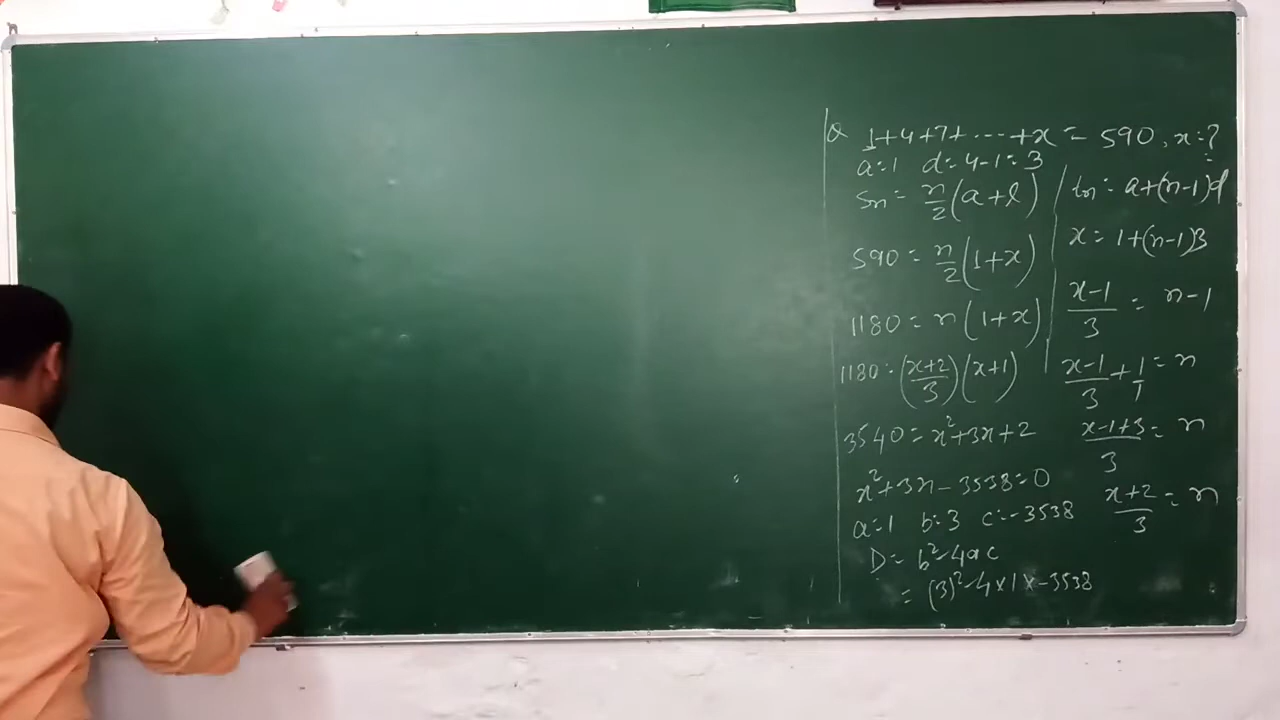 Q 1+4+7+ ---- +x = 590, x=?
a=1 d=4-1=3
Sn = n/2 (a+l)
590 = n/2 (1+x)
1180 = n (1+x)
1180 = (x+2/3) (x+1)
3540 = x²+3x+2
x²+3x-3538=0
a=1 b=3 c=-3538
D= b²-4ac
= (3)²-4×1×-3538
tn = a+(n-1)d
x = 1+(n-1)3
x-1/3 = n-1
x-1/3 + 1/1 = n
x-1+3/3 = n
x+2/3 = n